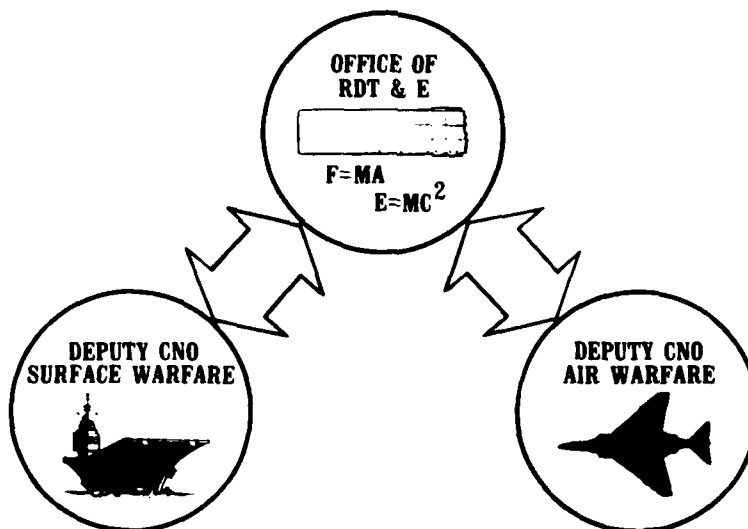 OFFICE OF
RDT & E
F=MA
E=MC²
DEPUTY CNO
SURFACE WARFARE
DEPUTY CNO
AIR WARFARE